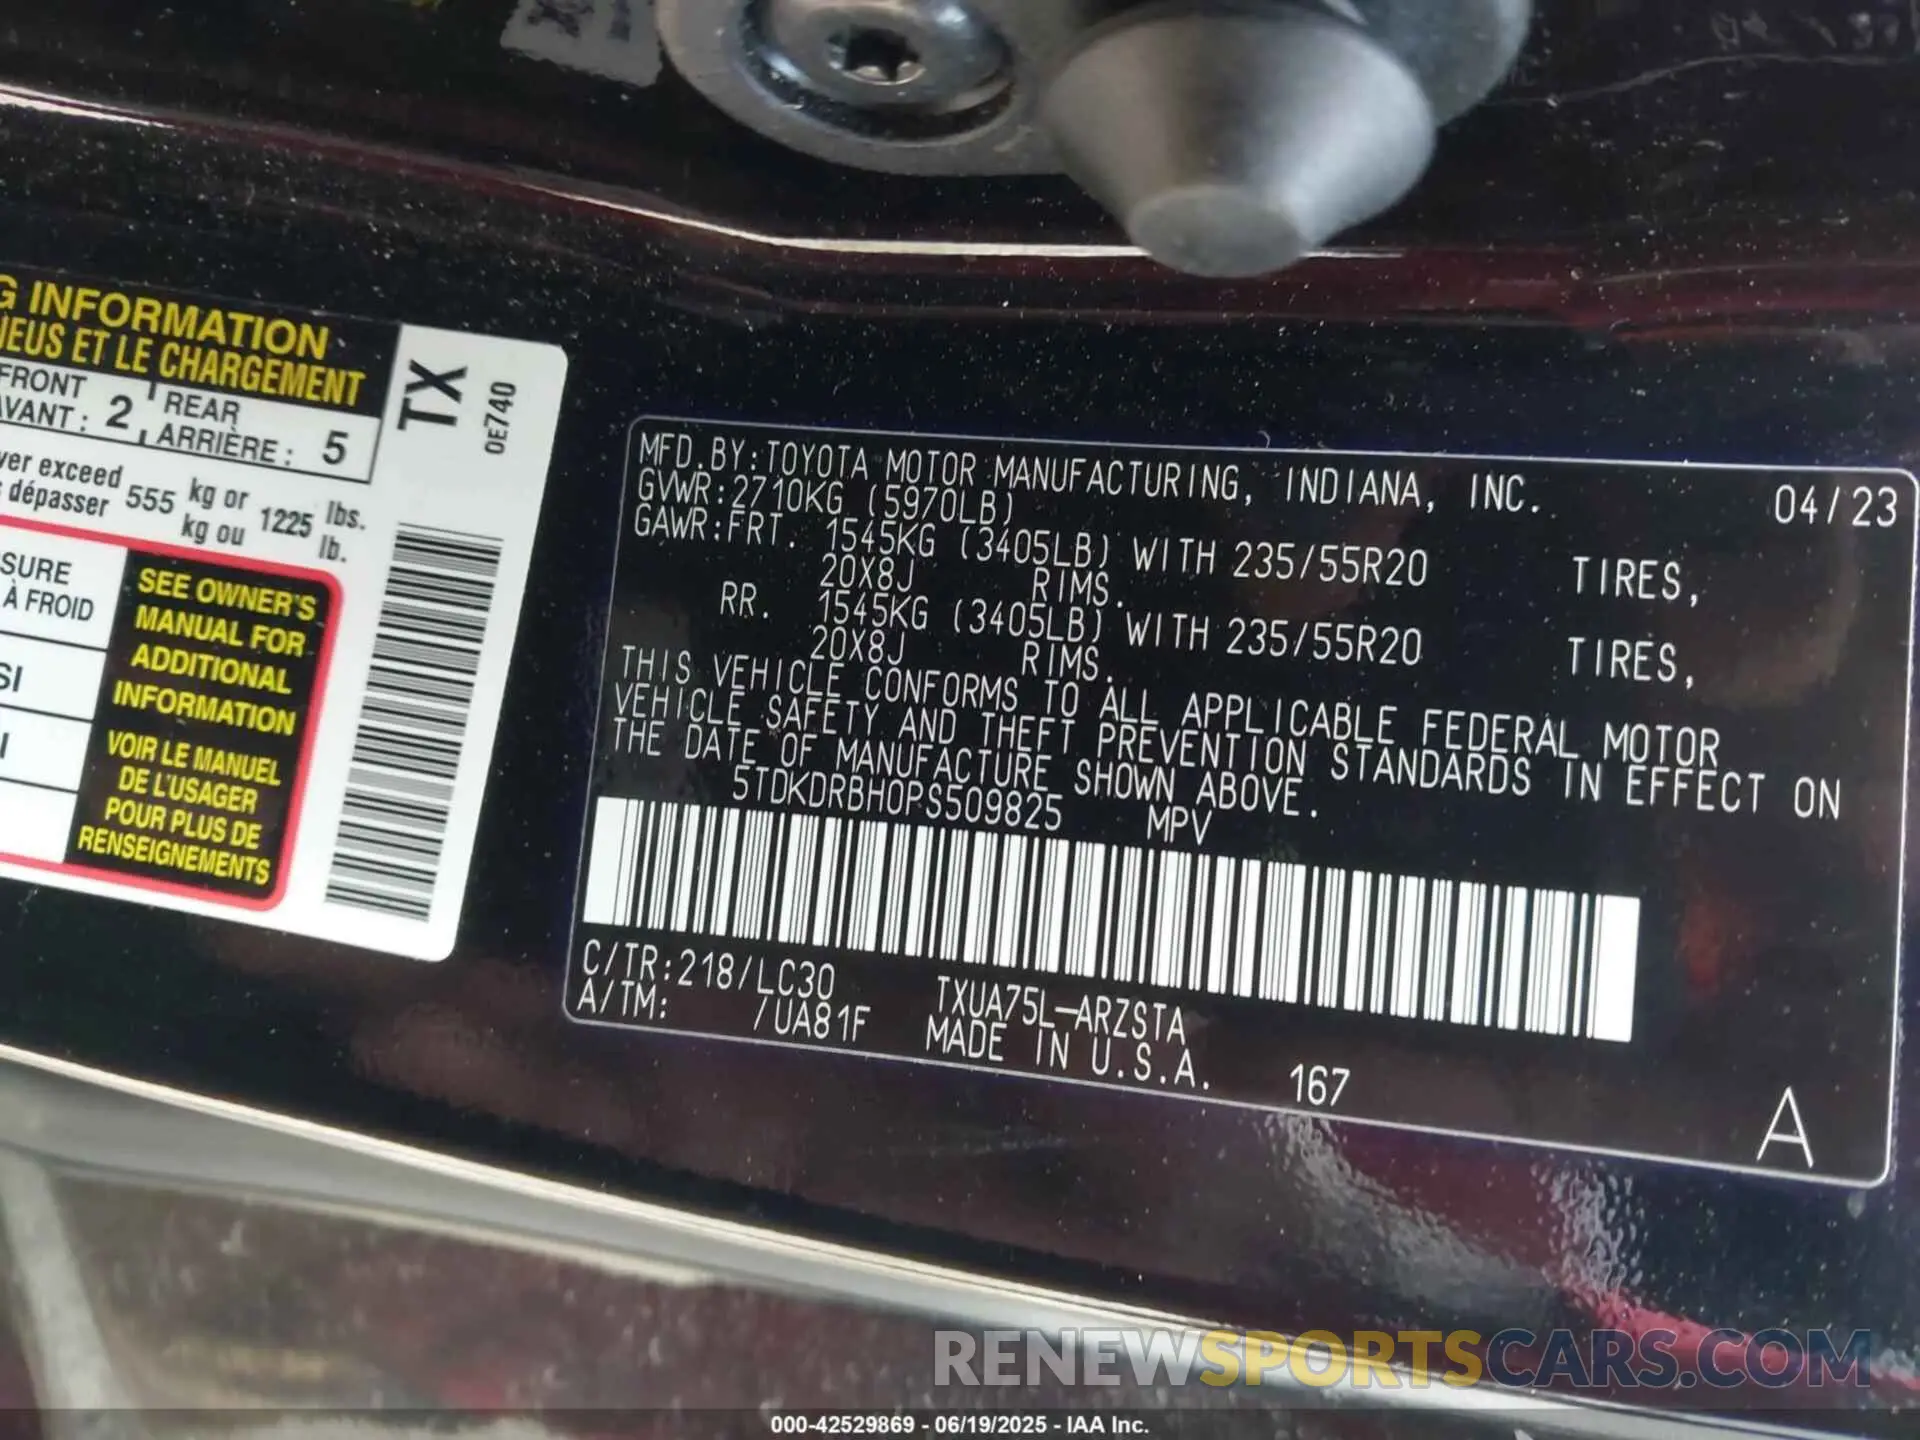 G INFORMATION
NEUS ET LE CHARGEMENT
FRONT
AVANT : 2
REAR
ARRIÈRE : 5
ver exceed 555 kg or 1225 lbs.
dépasser kg ou lb.
SURE
À FROID
SI
I
SEE OWNER'S
MANUAL FOR
ADDITIONAL
INFORMATION
VOIR LE MANUEL
DE L'USAGER
POUR PLUS DE
RENSEIGNEMENTS
TX
0E740
MFD.BY:TOYOTA MOTOR MANUFACTURING, INDIANA, INC. 04/23
GVWR:2710KG (5970LB)
GAWR:FRT. 1545KG (3405LB) WITH 235/55R20 TIRES,
20X8J RIMS.
RR. 1545KG (3405LB) WITH 235/55R20 TIRES,
20X8J RIMS.
THIS VEHICLE CONFORMS TO ALL APPLICABLE FEDERAL MOTOR
VEHICLE SAFETY AND THEFT PREVENTION STANDARDS IN EFFECT ON
THE DATE OF MANUFACTURE SHOWN ABOVE.
5TDKDRBH0PS509825 MPV
C/TR:218/LC30 TXUA75L-ARZSTA
A/TM: /UA81F MADE IN U.S.A. 167
A
RENEWSPORTSCARS.COM
000-42529869 - 06/19/2025 - IAA Inc.